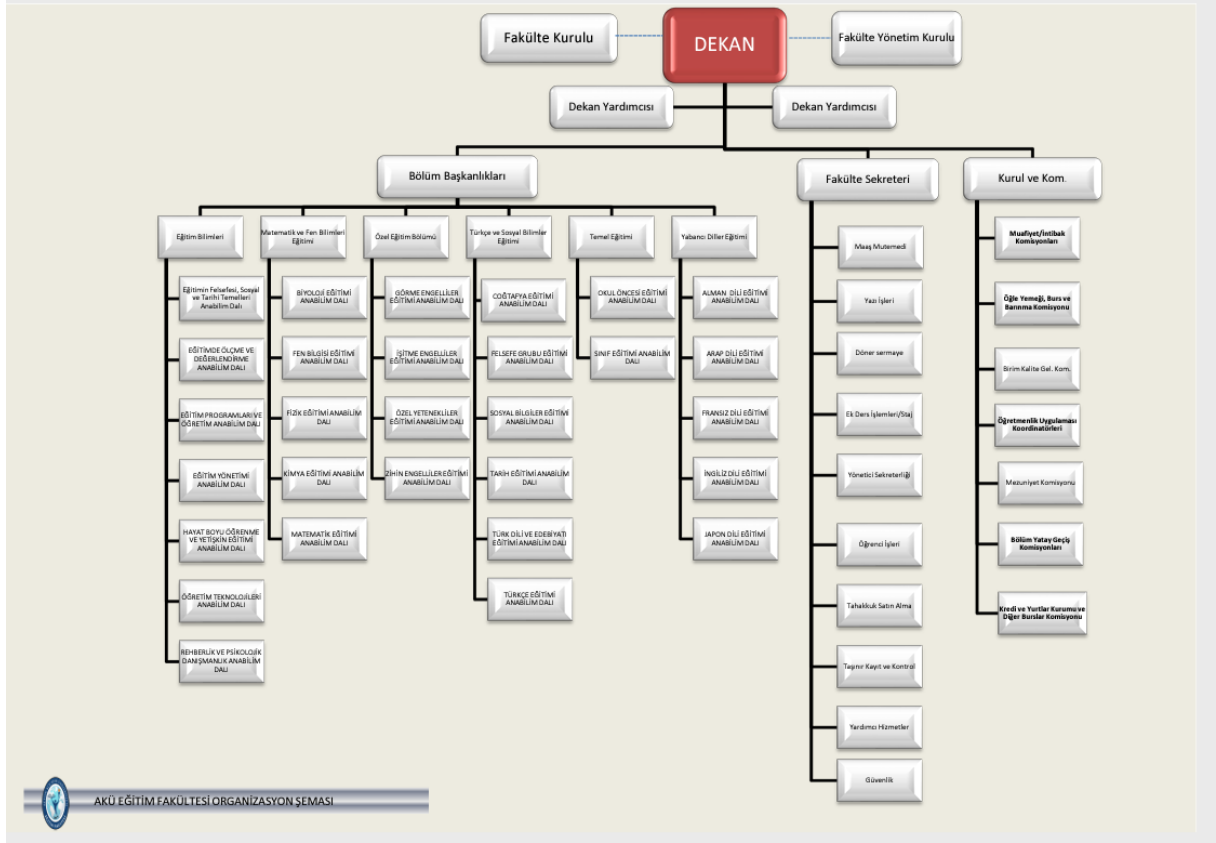 Fakülte Kurulu
DEKAN
Fakülte Yönetim Kurulu
Dekan Yardımcısı
Dekan Yardımcısı
Bölüm Başkanlıkları
Fakülte Sekreteri
Kurul ve Kom.
Eğitim Bilimleri
Eğitimin Felsefesi, Sosyal
ve Tarihi Temelleri
Anabilim Dalı
EĞİTİMDE ÖLÇME VE
DEĞERLENDİRME
ANABİLİM DALI
EĞİTİM PROGRAMLARI VE
ÖĞRETİM ANABİLİM DALI
EĞİTİM YÖNETİMİ
ANABİLİM DALI
HAYAT BOYU ÖĞRENME
VE YETİŞKİN EĞİTİMİ
ANABİLİM DALI
ÖĞRETİM TEKNOLOJİLERİ
ANABİLİM DALI
REHBERLİK VE PSİKOLOJİK
DANIŞMANLIK ANABİLİM
DALI
Matematik ve Fen Bilimleri
Eğitimi
BİYOLOJİ EĞİTİMİ
ANABİLİM DALI
FEN BİLGİSİ EĞİTİMİ
ANABİLİM DALI
FİZİK EĞİTİMİ ANABİLİM
DALI
KİMYA EĞİTİMİ ANABİLİM
DALI
MATEMATİK EĞİTİMİ
ANABİLİM DALI
Özel Eğitim Bölümü
GÖRME ENGELLİLER
EĞİTİMİ ANABİLİM DALI
İŞİTME ENGELLİLER
EĞİTİMİ ANABİLİM DALI
ÖZEL YETENEKLİLER
EĞİTİMİ ANABİLİM DALI
ZİHİN ENGELLİLER EĞİTİMİ
ANABİLİM DALI
Türkçe ve Sosyal Bilimler
Eğitimi
COĞTAFYA EĞİTİMİ
ANABİLİM DALI
FELSEFE GRUBU EĞİTİMİ
ANABİLİM DALI
SOSYAL BİLGİLER EĞİTİMİ
ANABİLİM DALI
TARİH EĞİTİMİ ANABİLİM
DALI
TÜRK DİLİ VE EDEBİYATI
EĞİTİMİ ANABİLİM DALI
TÜRKÇE EĞİTİMİ
ANABİLİM DALI
Temel Eğitimi
OKUL ÖNCESİ EĞİTİMİ
ANABİLİM DALI
SINIF EĞİTİMİ ANABİLİM
DALI
Yabancı Diller Eğitimi
ALMAN DİLİ EĞİTİMİ
ANABİLİM DALI
ARAP DİLİ EĞİTİMİ
ANABİLİM DALI
FRANSIZ DİLİ EĞİTİMİ
ANABİLİM DALI
İNGİLİZ DİLİ EĞİTİMİ
ANABİLİM DALI
JAPON DİLİ EĞİTİMİ
ANABİLİM DALI
Maaş Mutemedi
Yazı İşleri
Döner sermaye
Ek Ders İşlemleri/Staj
Yönetici Sekreterliği
Öğrenci İşleri
Tahakkuk Satın Alma
Taşınır Kayıt ve Kontrol
Yardımcı Hizmetler
Güvenlik
Muafiyet/İntibak
Komisyonları
Öğle Yemeği, Burs ve
Barınma Komisyonu
Birim Kalite Gel. Kom.
Öğretmenlik Uygulaması
Koordinatörleri
Mezuniyet Komisyonu
Bölüm Yatay Geçiş
Komisyonları
Kredi ve Yurtlar Kurumu ve
Diğer Burslar Komisyonu
AKÜ EĞİTİM FAKÜLTESİ ORGANİZASYON ŞEMASI